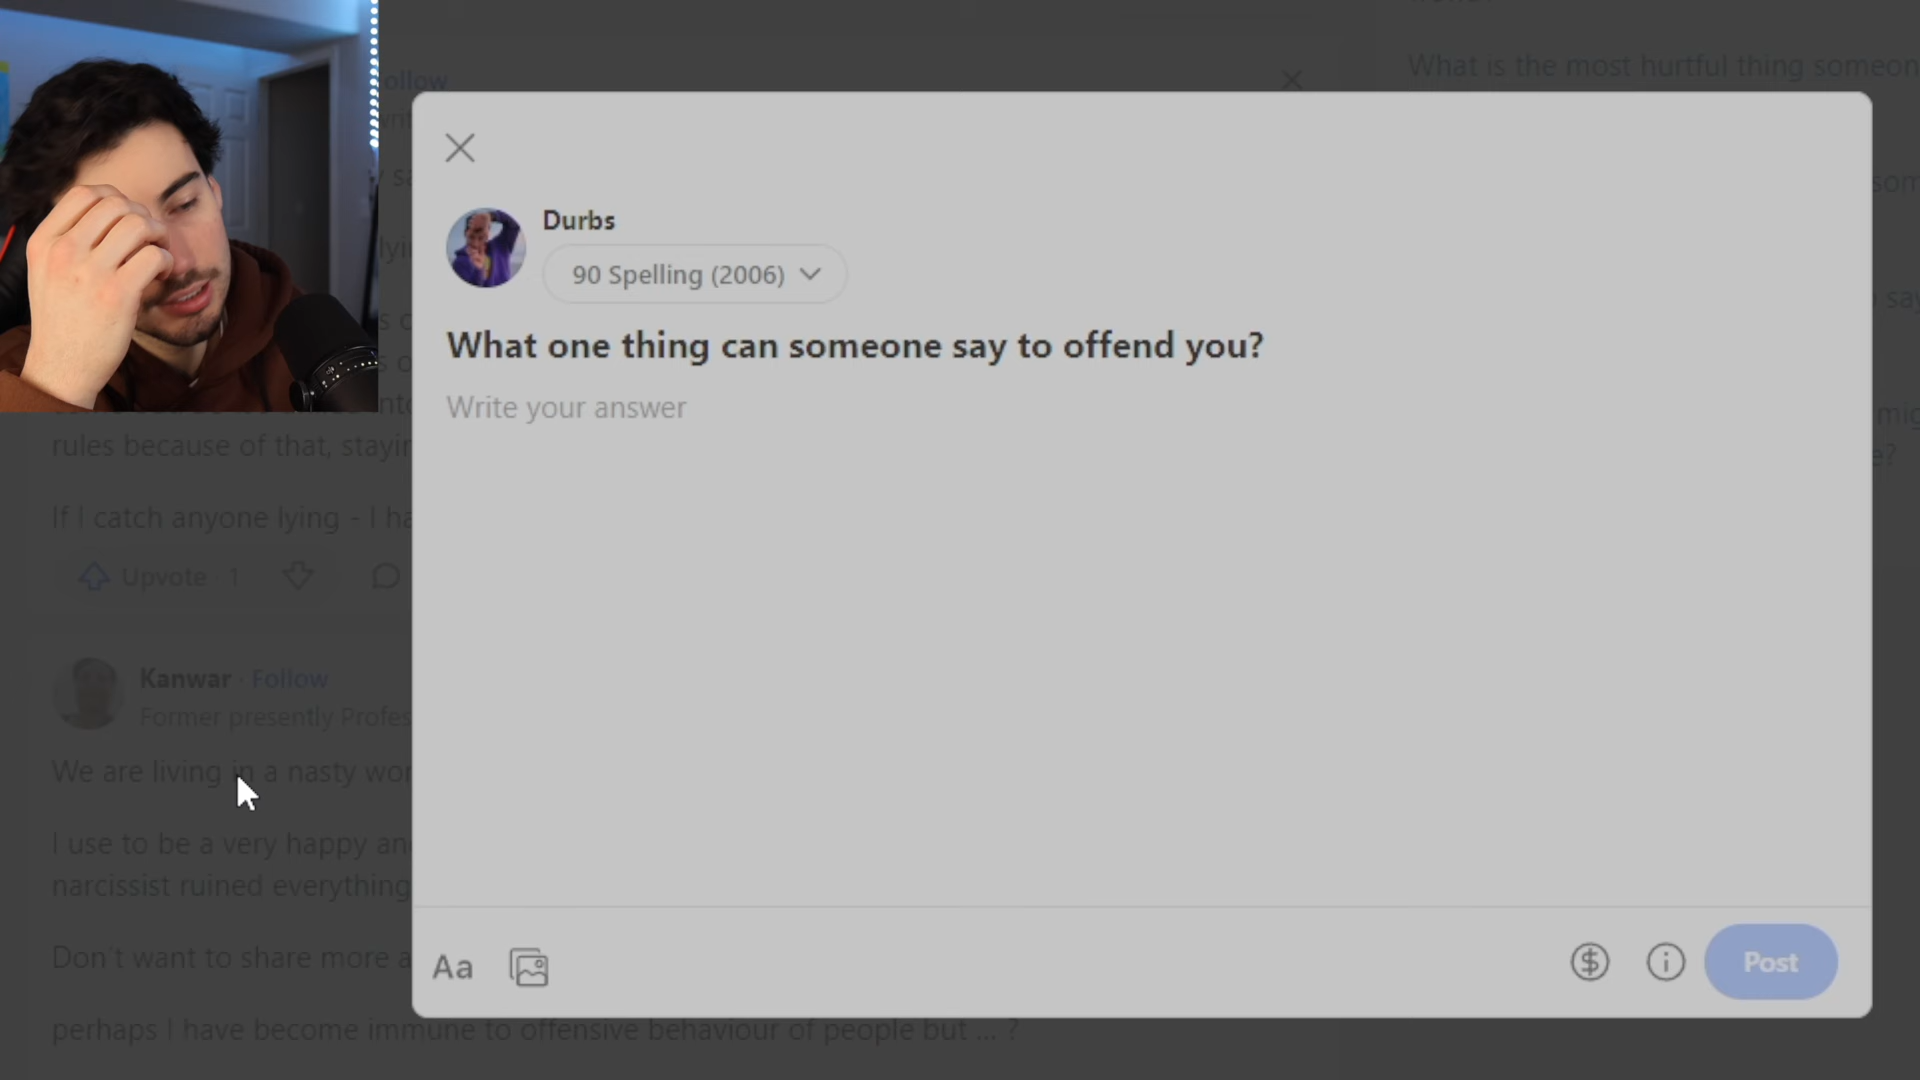 ollow
What is the most hurtful thing someon
Durbs
90 Spelling (2006)
What one thing can someone say to offend you?
Write your answer
rules because of that, stayin
If I catch anyone lying - I ha
Upvote · 1
Kanwar · Follow
Former presently Profes
We are living in a nasty wor
I use to be a very happy an
narcissist ruined everything
Don't want to share more a
perhaps I have become immune to offensive behaviour of people but ... ?
Aa
Post